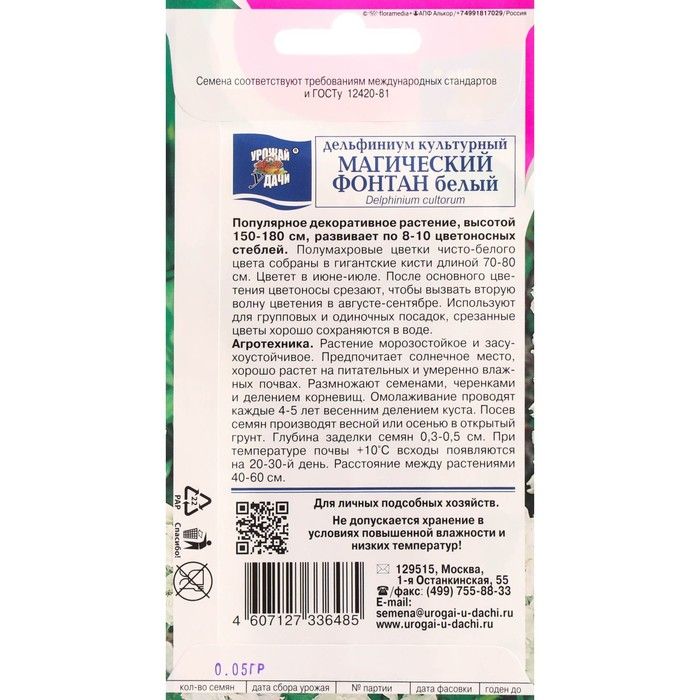 © floramedia • АПФ Алькор/+74991817029/Россия
Семена соответствуют требованиям международных стандартов
и ГОСТу 12420-81
УРОЖАЙ
У ДАЧИ
®
дельфиниум культурный
МАГИЧЕСКИЙ
ФОНТАН белый
Delphinium cultorum
Популярное декоративное растение, высотой
150-180 см, развивает по 8-10 цветоносных
стеблей. Полумахровые цветки чисто-белого
цвета собраны в гигантские кисти длиной 70-80
см. Цветет в июне-июле. После основного цве-
тения цветоносы срезают, чтобы вызвать вторую
волну цветения в августе-сентябре. Используют
для групповых и одиночных посадок, срезанные
цветы хорошо сохраняются в воде.
Агротехника. Растение морозостойкое и засу-
хоустойчивое. Предпочитает солнечное место,
хорошо растет на питательных и умеренно влаж-
ных почвах. Размножают семенами, черенками
и делением корневищ. Омолаживание проводят
каждые 4-5 лет весенним делением куста. Посев
семян производят весной или осенью в открытый
грунт. Глубина заделки семян 0,3-0,5 см. При
температуре почвы +10°С всходы появляются
на 20-30-й день. Расстояние между растениями
40-60 см.
22
PAP
Спасибо!
Для личных подсобных хозяйств.
Не допускается хранение в
условиях повышенной влажности и
низких температур!
129515, Москва,
1-я Останкинская, 55
/факс: (499) 755-88-33
E-mail:
semena@urogai-u-dachi.ru
www.urogai-u-dachi.ru
4 607127 336485
0.05ГР
кол-во семян
дата сбора урожая
№ партии
дата фасовки
годен до